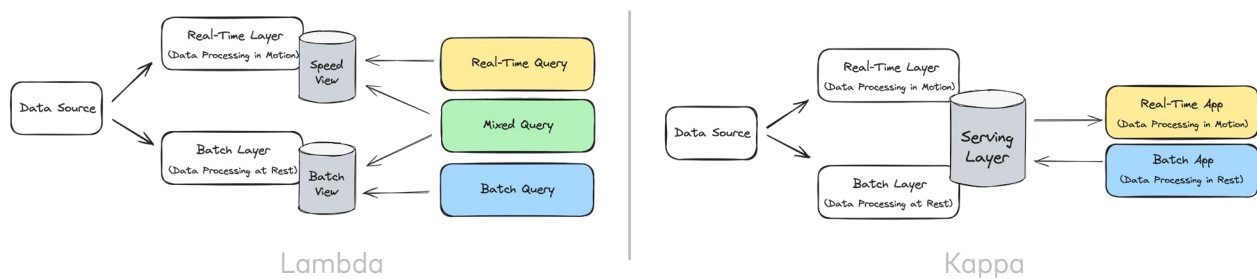 Data Source
Real-Time Layer
(Data Processing in Motion)
Speed
View
Batch Layer
(Data Processing at Rest)
Batch
View
Real-Time Query
Mixed Query
Batch Query
Lambda
Data Source
Real-Time Layer
(Data Processing in Motion)
Batch Layer
(Data Processing at Rest)
Serving
Layer
Real-Time App
(Data Processing in Motion)
Batch App
(Data Processing in Rest)
Kappa